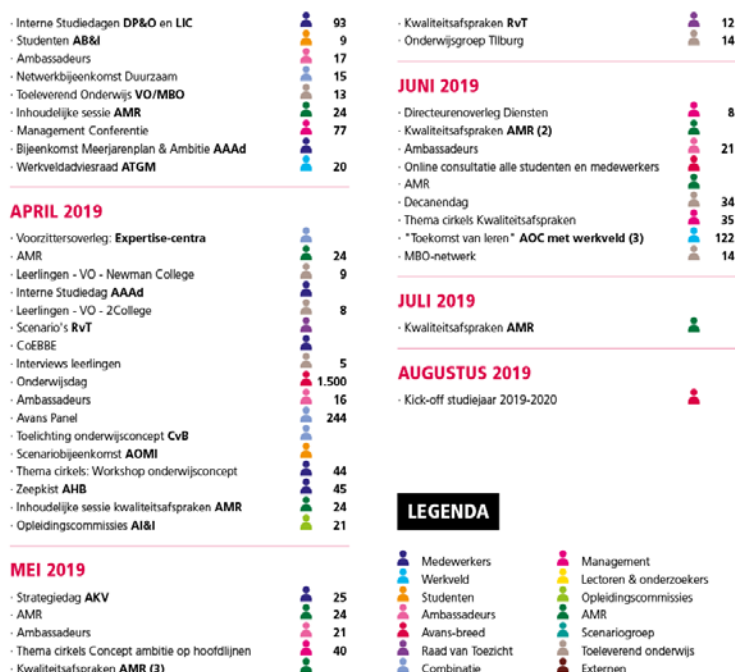 · Interne Studiedagen DP&O en LIC 93
· Studenten AB&I 9
· Ambassadeurs 17
· Netwerkbijeenkomst Duurzaam 15
· Toeleverend Onderwijs VO/MBO 13
· Inhoudelijke sessie AMR 24
· Management Conferentie 77
· Bijeenkomst Meerjarenplan & Ambitie AAAd
· Werkveldadviesraad ATGM 20
APRIL 2019
· Voorzittersoverleg: Expertise-centra
· AMR 24
· Leerlingen - VO - Newman College 9
· Interne Studiedag AAAd
· Leerlingen - VO - 2College 8
· Scenario's RvT
· CoEBBE
· Interviews leerlingen 5
· Onderwijsdag 1.500
· Ambassadeurs 16
· Avans Panel 244
· Toelichting onderwijsconcept CvB
· Scenariobijeenkomst AOMI
· Thema cirkels: Workshop onderwijsconcept 44
· Zeepkist AHB 45
· Inhoudelijke sessie kwaliteitsafspraken AMR 24
· Opleidingscommissies AI&I 21
MEI 2019
· Strategiedag AKV 25
· AMR 24
· Ambassadeurs 21
· Thema cirkels Concept ambitie op hoofdlijnen 40
· Kwaliteitsafspraken AMR (3)
· Kwaliteitsafspraken RvT 12
· Onderwijsgroep Tilburg 14
JUNI 2019
· Directeurenoverleg Diensten 8
· Kwaliteitsafspraken AMR (2)
· Ambassadeurs 21
· Online consultatie alle studenten en medewerkers
· AMR
· Decanendag 34
· Thema cirkels Kwaliteitsafspraken 35
· "Toekomst van leren" AOC met werkveld (3) 122
· MBO-netwerk 14
JULI 2019
· Kwaliteitsafspraken AMR
AUGUSTUS 2019
· Kick-off studiejaar 2019-2020
LEGENDA
Medewerkers
Werkveld
Studenten
Ambassadeurs
Avans-breed
Raad van Toezicht
Combinatie
Management
Lectoren & onderzoekers
Opleidingscommissies
AMR
Scenariogroep
Toeleverend onderwijs
Externen